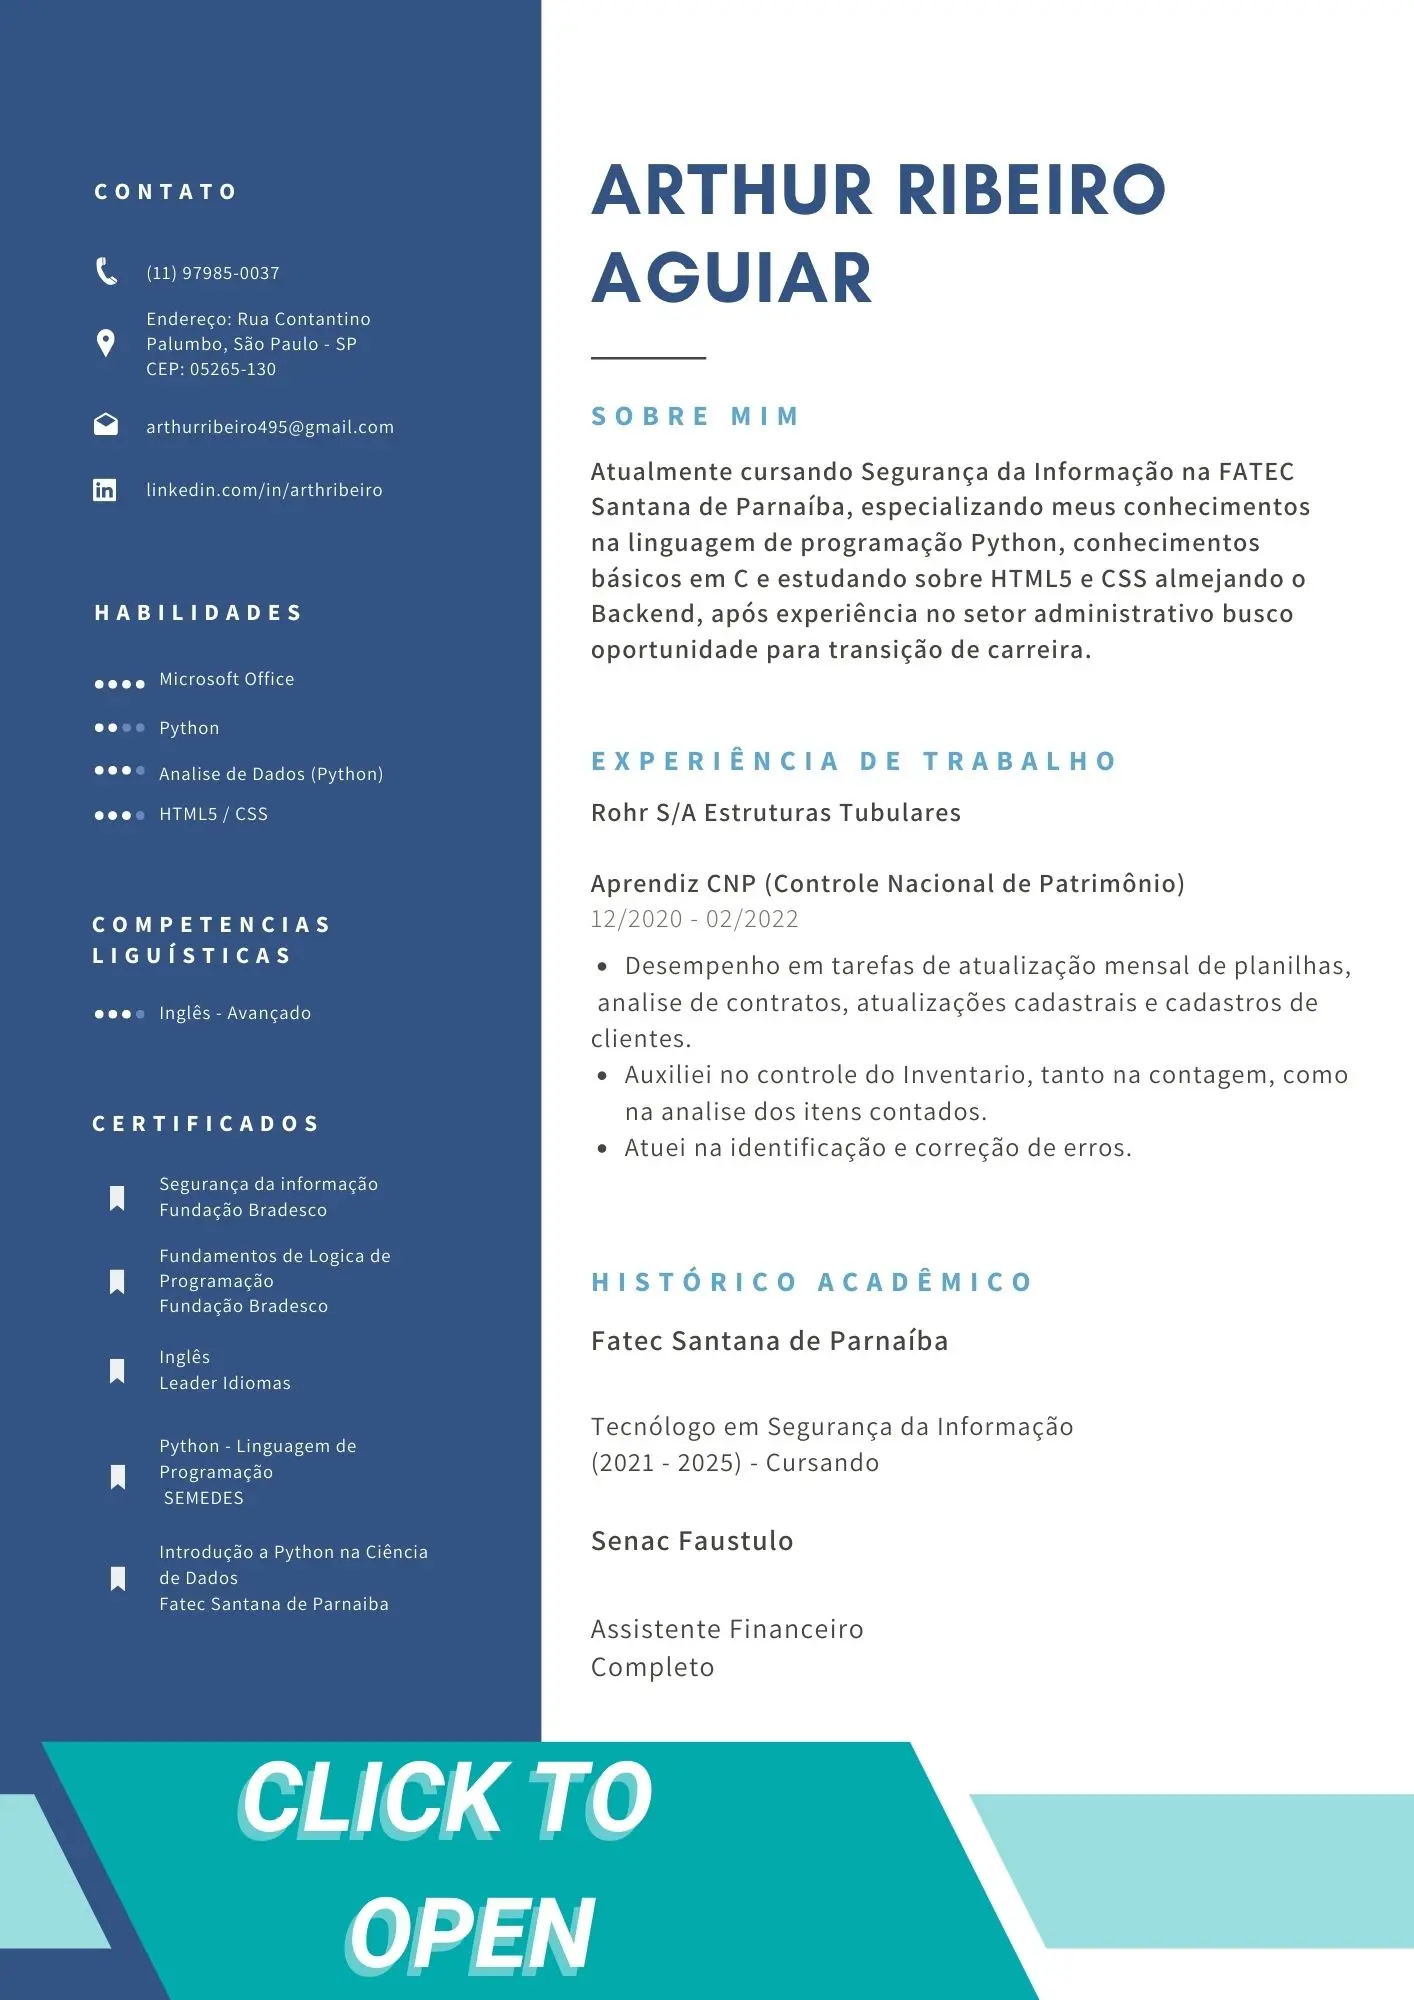 CONTATO
(11) 97985-0037
Endereço: Rua Contantino
Palumbo, São Paulo - SP
CEP: 05265-130
arthurribeiro495@gmail.com
linkedin.com/in/arthribeiro
HABILIDADES
Microsoft Office
Python
Analise de Dados (Python)
HTML5 / CSS
COMPETENCIAS
LIGUÍSTICAS
Inglês - Avançado
CERTIFICADOS
Segurança da informação
Fundação Bradesco
Fundamentos de Logica de
Programação
Fundação Bradesco
Inglês
Leader Idiomas
Python - Linguagem de
Programação
SEMEDES
Introdução a Python na Ciência
de Dados
Fatec Santana de Parnaiba
ARTHUR RIBEIRO
AGUIAR
SOBRE MIM
Atualmente cursando Segurança da Informação na FATEC
Santana de Parnaíba, especializando meus conhecimentos
na linguagem de programação Python, conhecimentos
básicos em C e estudando sobre HTML5 e CSS almejando o
Backend, após experiência no setor administrativo busco
oportunidade para transição de carreira.
EXPERIÊNCIA DE TRABALHO
Rohr S/A Estruturas Tubulares
Aprendiz CNP (Controle Nacional de Patrimônio)
12/2020 - 02/2022
• Desempenho em tarefas de atualização mensal de planilhas,
analise de contratos, atualizações cadastrais e cadastros de
clientes.
• Auxiliei no controle do Inventario, tanto na contagem, como
na analise dos itens contados.
• Atuei na identificação e correção de erros.
HISTÓRICO ACADÊMICO
Fatec Santana de Parnaíba
Tecnólogo em Segurança da Informação
(2021 - 2025) - Cursando
Senac Faustulo
Assistente Financeiro
Completo
CLICK TO
OPEN